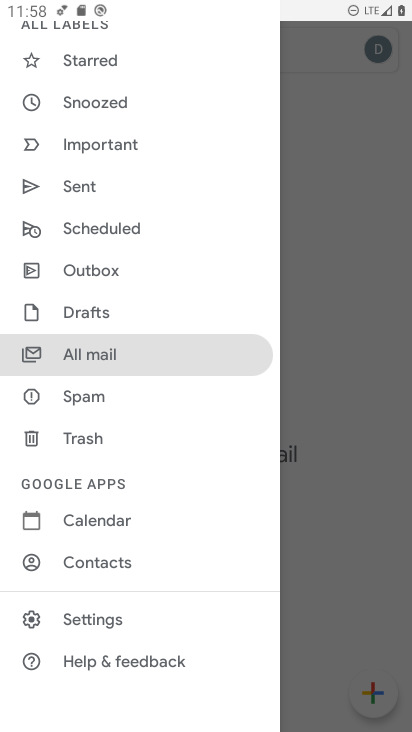 11:58
LTE
ALL LABELS
D
Starred
Snoozed
Important
Sent
Scheduled
Outbox
Drafts
All mail
Spam
ail
Trash
GOOGLE APPS
Calendar
Contacts
Settings
Help & feedback